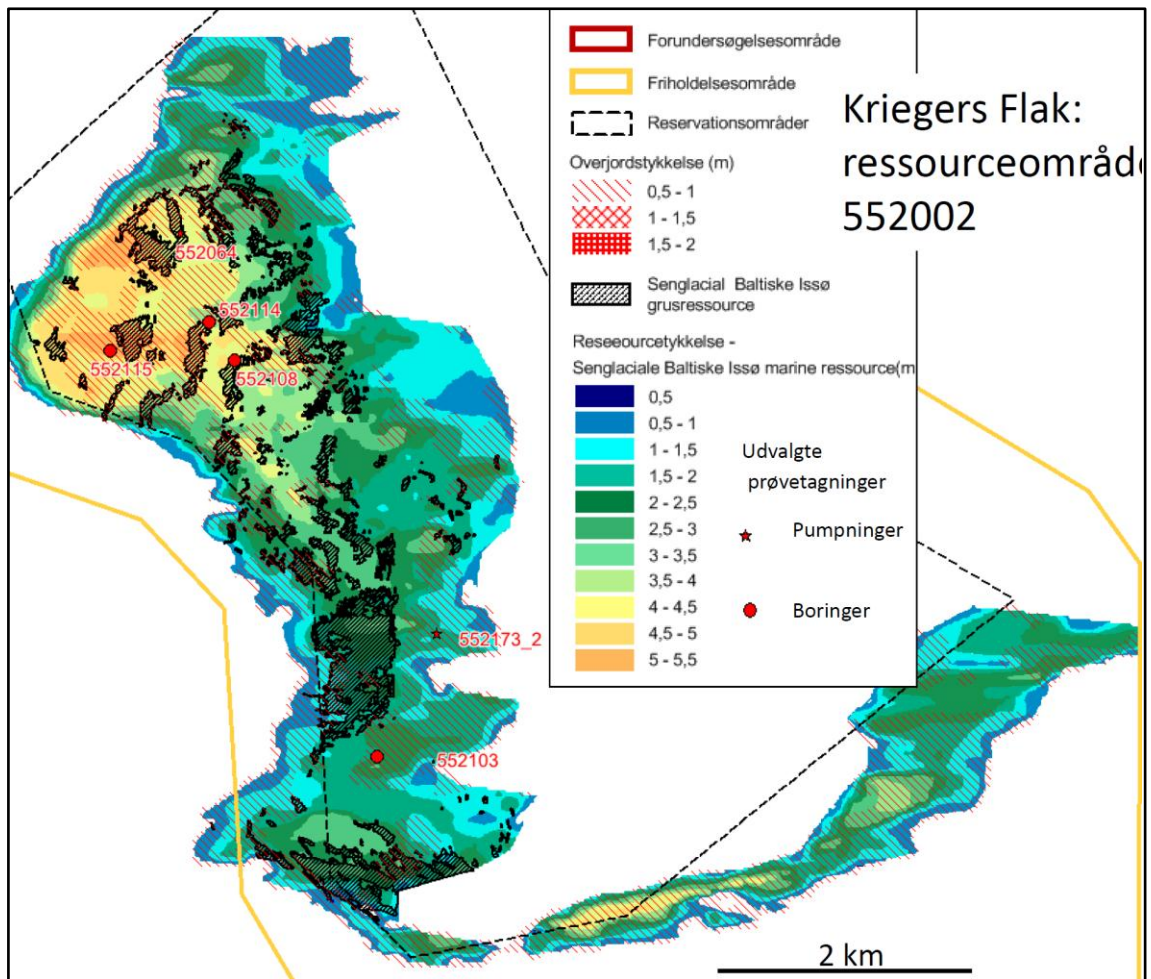 Forundersøgelsesområde
Friholdelsesområde
Reservationsområder
Overjordstykkelse (m)
0,5 - 1
1 - 1,5
1,5 - 2
Senglacial Baltiske Issø
grusressource
Reseeourcetykkelse -
Senglaciale Baltiske Issø marine ressource(m
0,5
0,5 - 1
1 - 1,5
1,5 - 2
2 - 2,5
2,5 - 3
3 - 3,5
3,5 - 4
4 - 4,5
4,5 - 5
5 - 5,5
Udvalgte
prøvetagninger
Pumpninger
Boringer
Kriegers Flak:
ressourceområde
552002
552064
552114
552115
552108
552173_2
552103
2 km